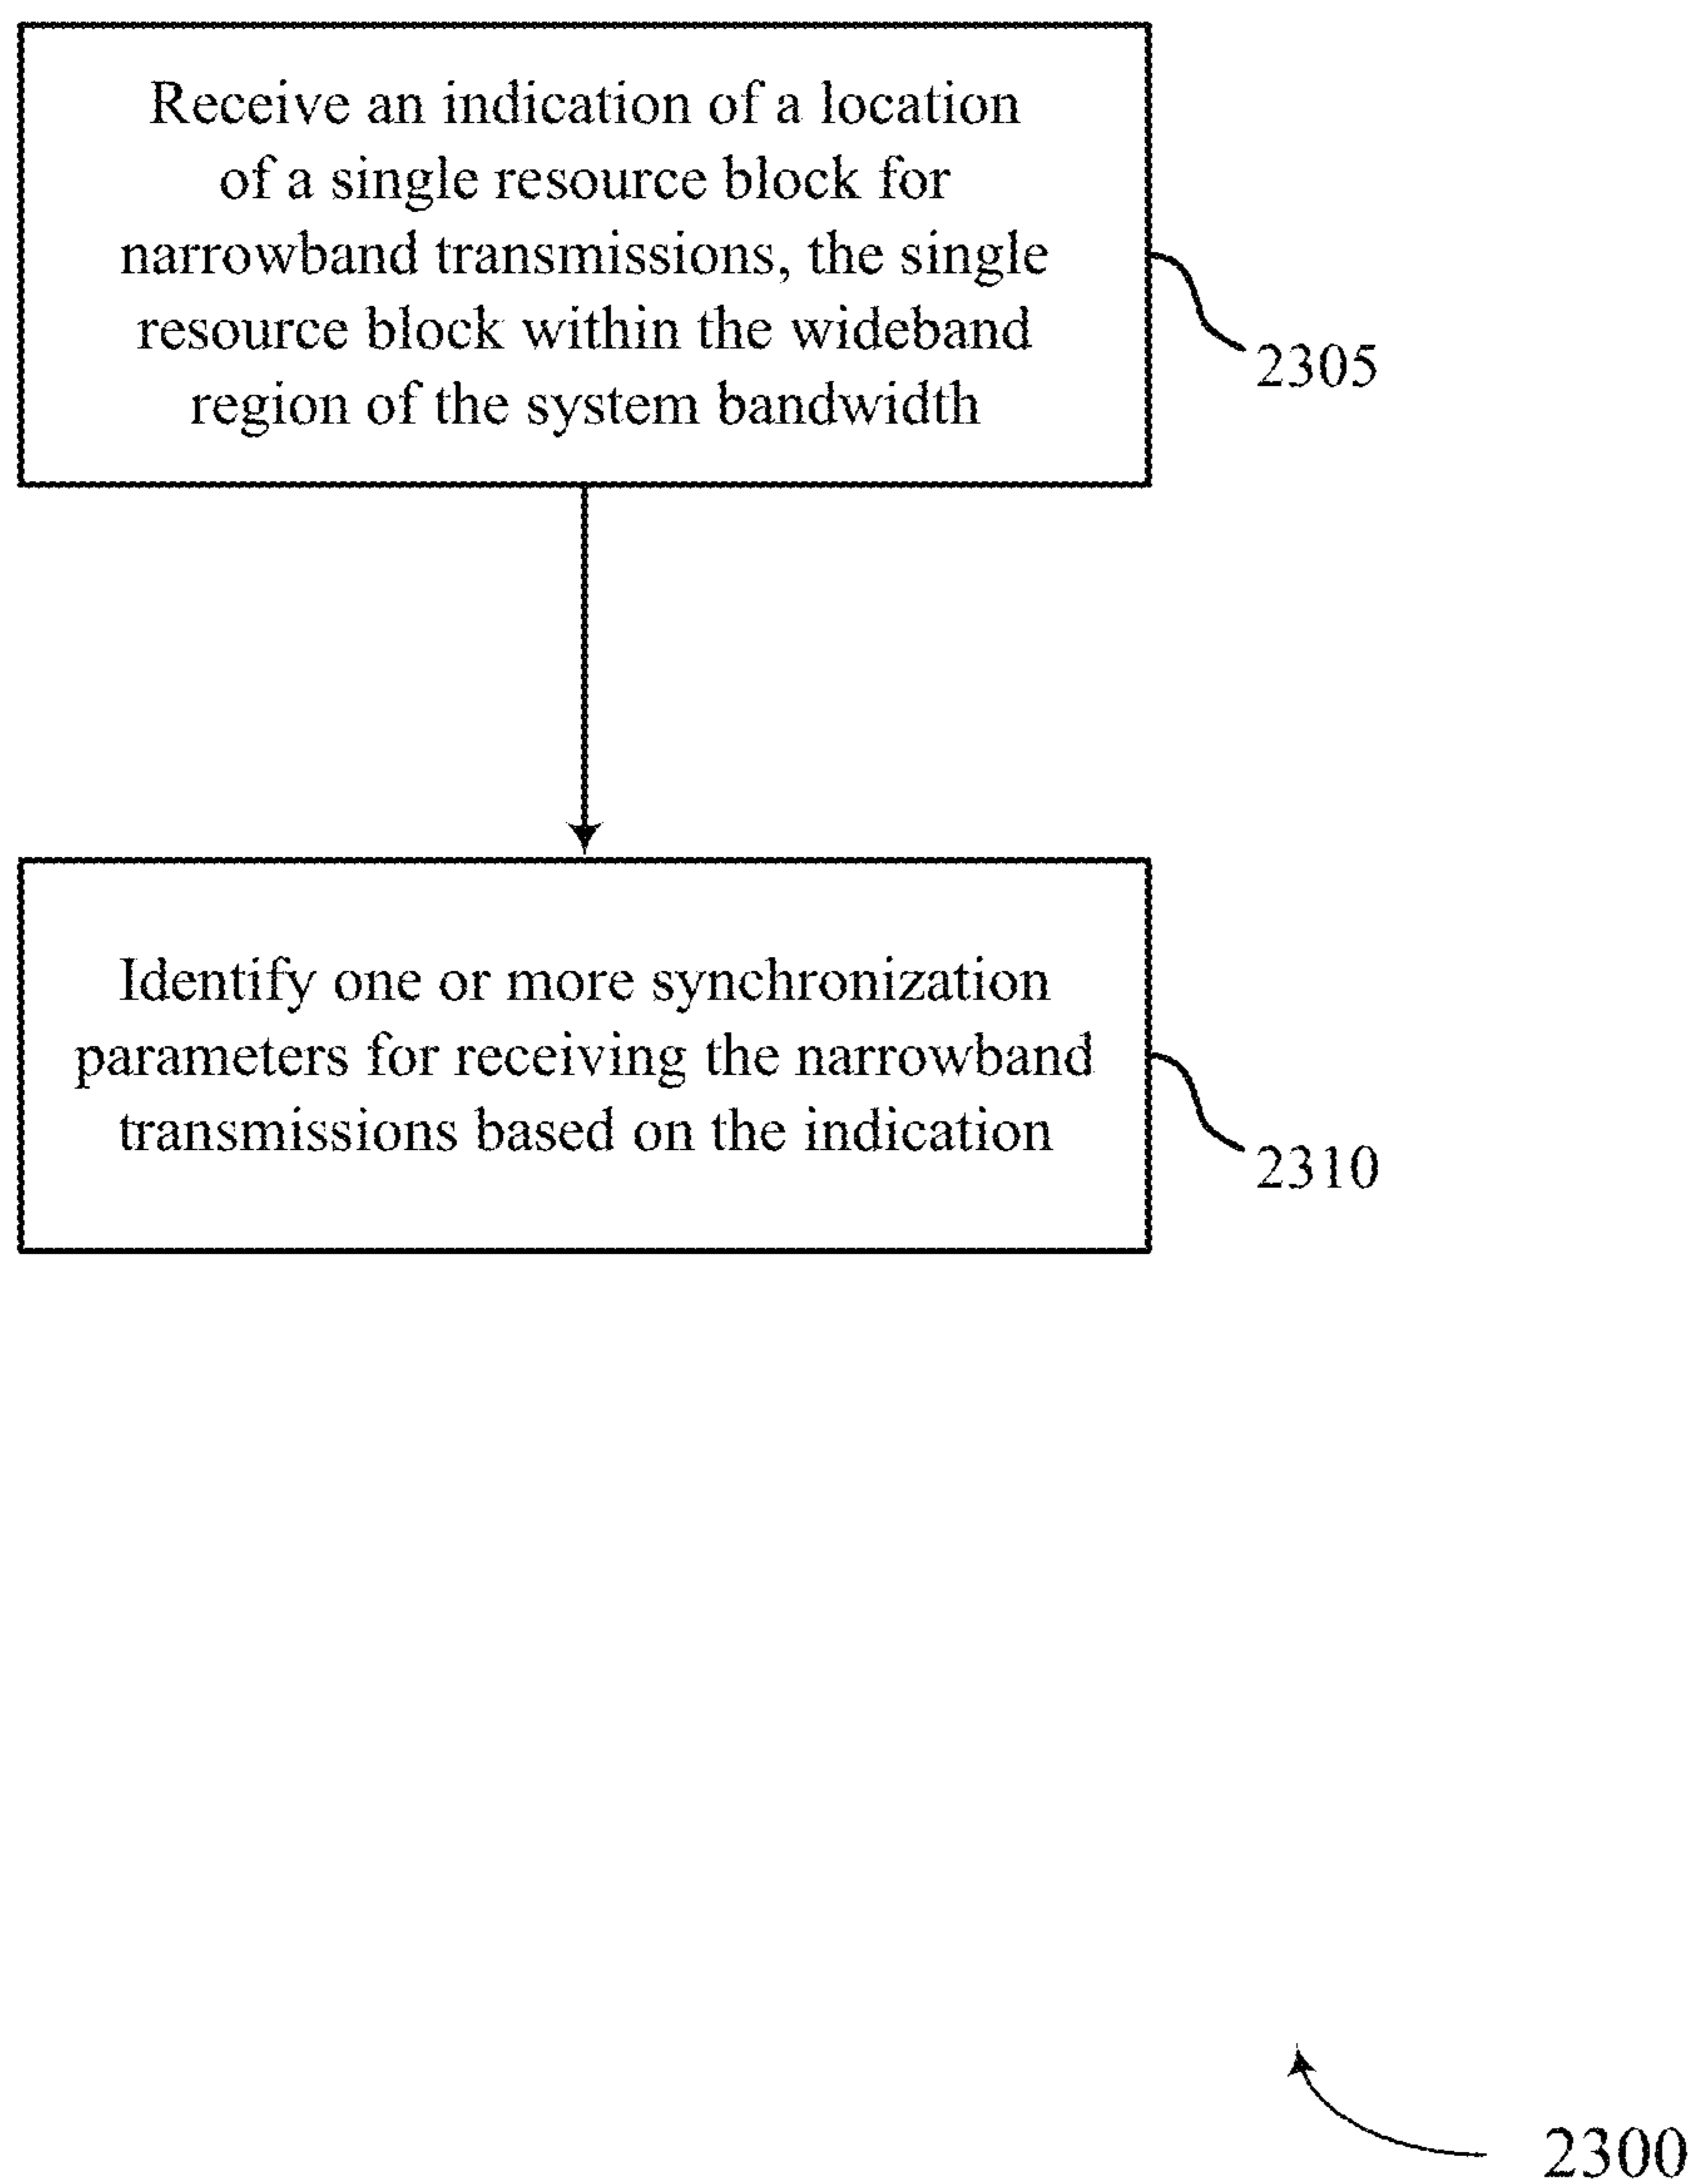 Receive an indication of a location
of a single resource block for
narrowband transmissions, the single
resource block within the wideband
region of the system bandwidth
2305
Identify one or more synchronization
parameters for receiving the narrowband
transmissions based on the indication
2310
2300